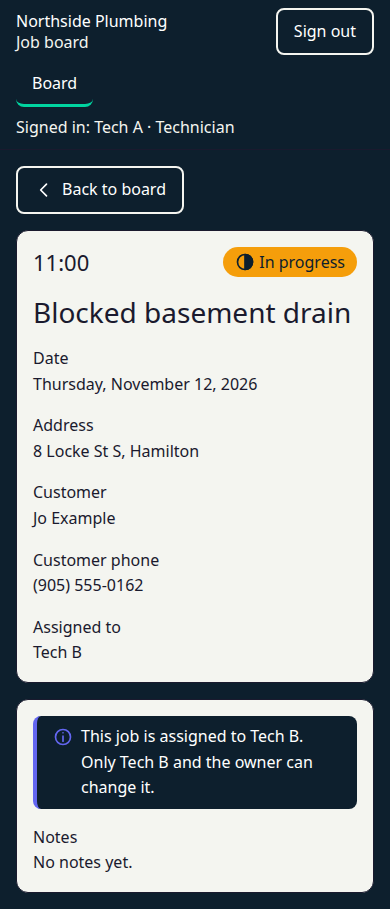 Northside Plumbing
Job board
Sign out
Board
Signed in: Tech A · Technician
Back to board
11:00
In progress
Blocked basement drain
Date
Thursday, November 12, 2026
Address
8 Locke St S, Hamilton
Customer
Jo Example
Customer phone
(905) 555-0162
Assigned to
Tech B
This job is assigned to Tech B.
Only Tech B and the owner can
change it.
Notes
No notes yet.